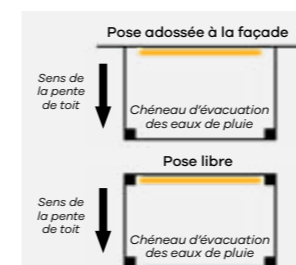 Pose adossée à la façade
Sens de
la pente
de toit
Chéneau d'évacuation
des eaux de pluie
Pose libre
Sens de
la pente
de toit
Chéneau d'évacuation
des eaux de pluie